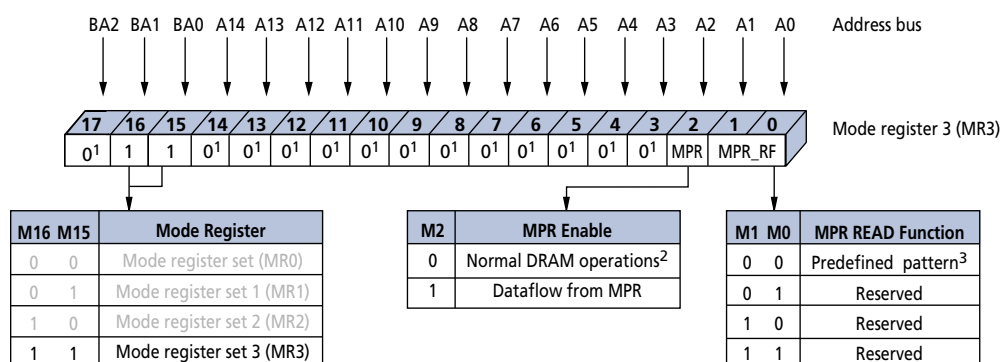 BA2 BA1 BA0 A14 A13 A12 A11 A10 A9 A8 A7 A6 A5 A4 A3 A2 A1 A0 Address bus
17 16 15 14 13 12 11 10 9 8 7 6 5 4 3 2 1 0
Mode register 3 (MR3)
0¹ 1 1 0¹ 0¹ 0¹ 0¹ 0¹ 0¹ 0¹ 0¹ 0¹ 0¹ 0¹ 0¹ MPR MPR_RF
M16 M15 Mode Register
0 0 Mode register set (MR0)
0 1 Mode register set 1 (MR1)
1 0 Mode register set 2 (MR2)
1 1 Mode register set 3 (MR3)
M2 MPR Enable
0 Normal DRAM operations²
1 Dataflow from MPR
M1 M0 MPR READ Function
0 0 Predefined pattern³
0 1 Reserved
1 0 Reserved
1 1 Reserved